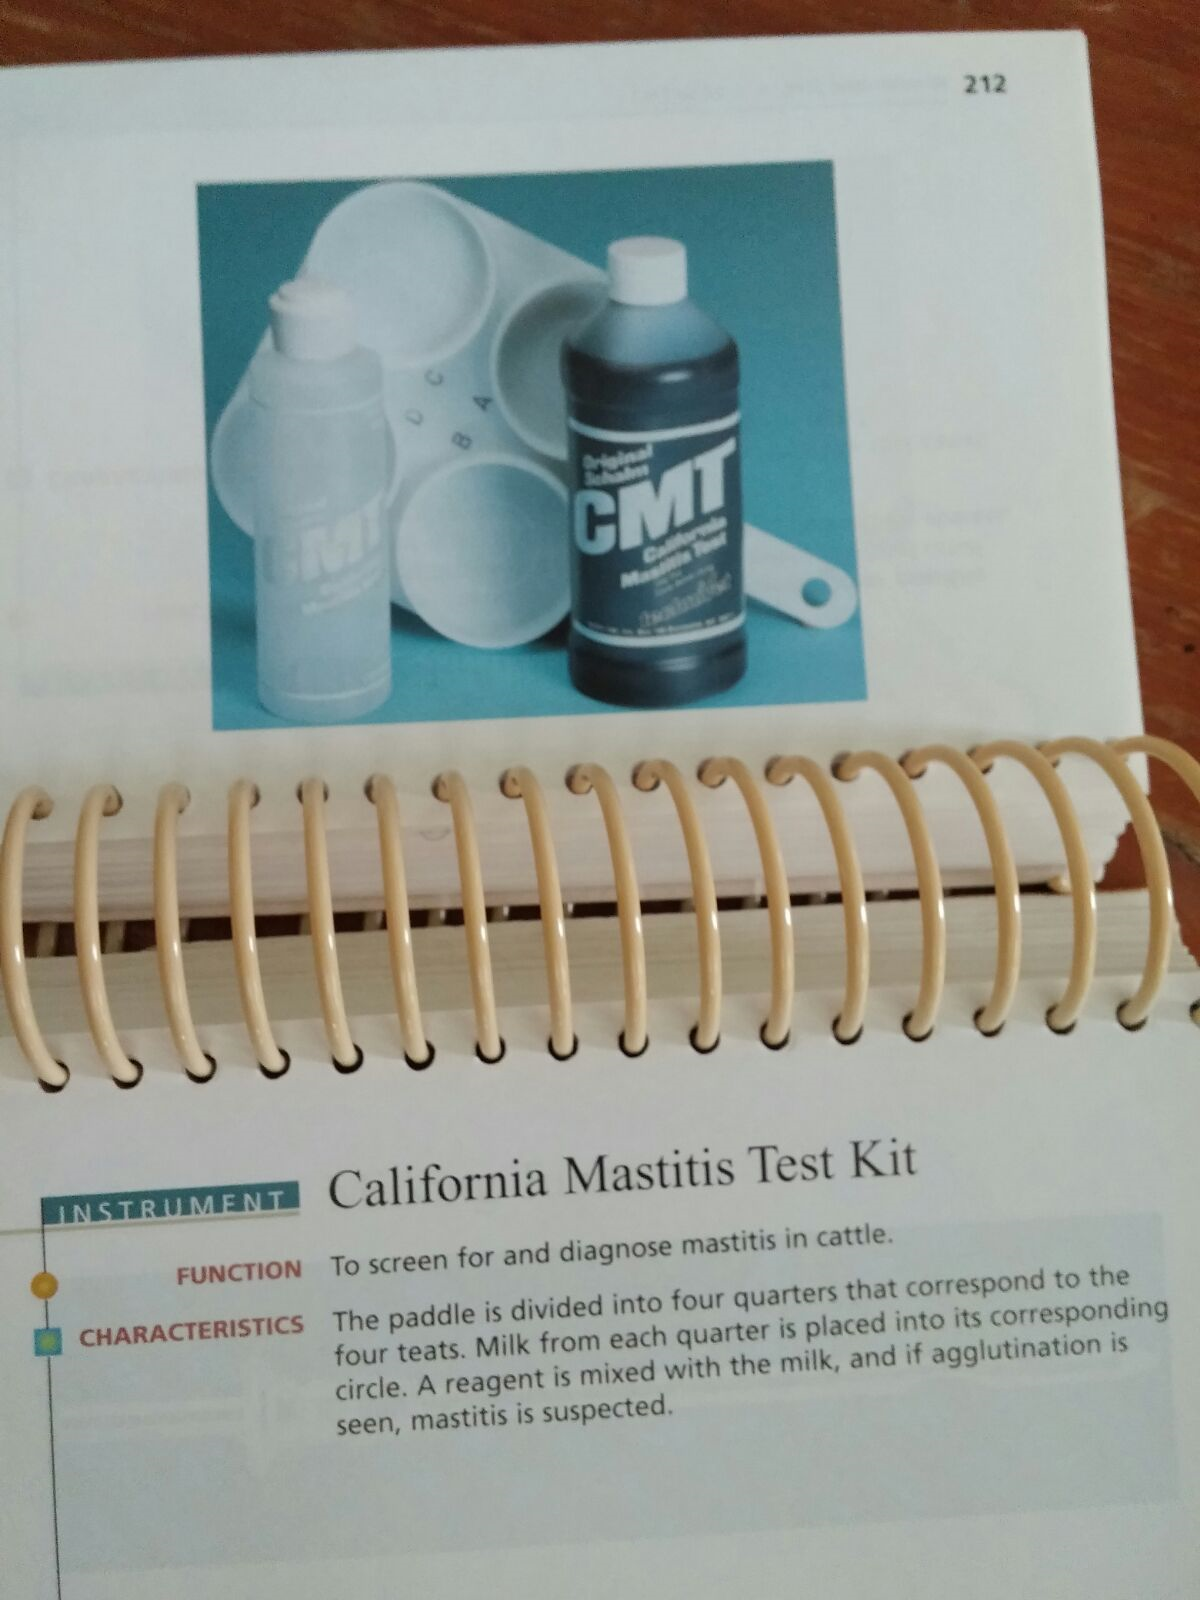 212
C
D
A
B
CMT
Original
Schalm
CMT
California
Mastitis Test
INSTRUMENT
California Mastitis Test Kit
FUNCTION
To screen for and diagnose mastitis in cattle.
CHARACTERISTICS
The paddle is divided into four quarters that correspond to the
four teats. Milk from each quarter is placed into its corresponding
circle. A reagent is mixed with the milk, and if agglutination is
seen, mastitis is suspected.